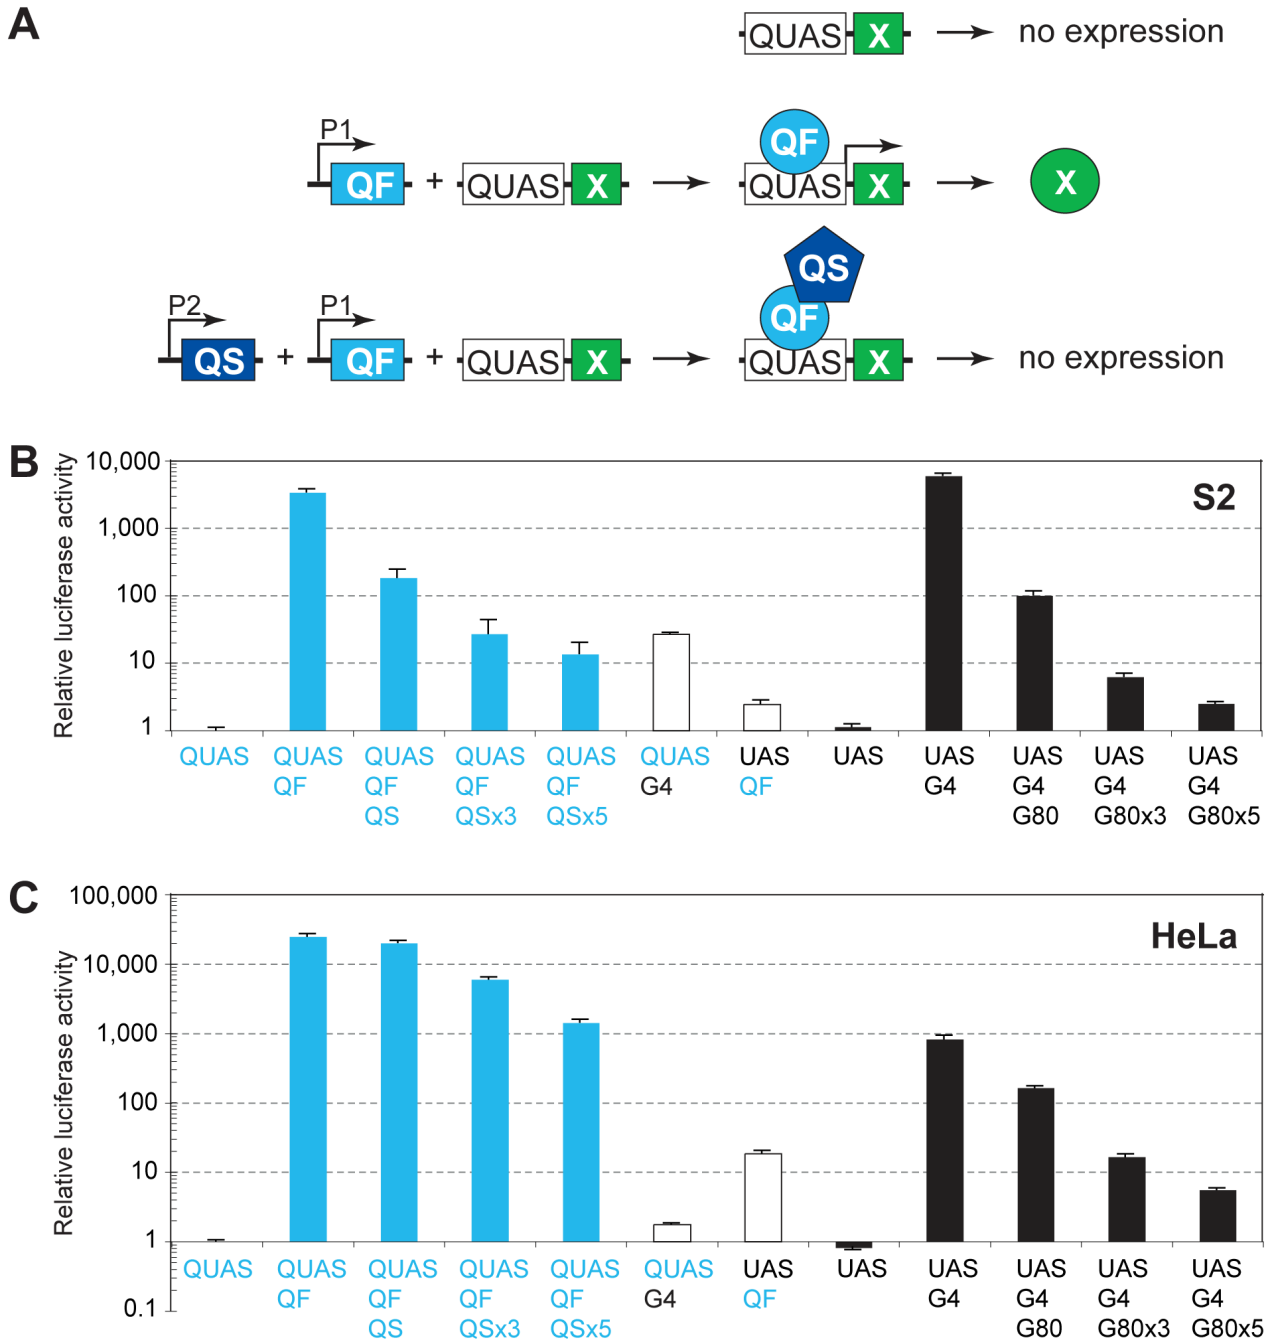 A
QUAS X no expression
P1
QF + QUAS X QF QUAS X X
P2 P1
QS + QF + QUAS X QS QF QUAS X no expression
B
Relative luciferase activity
S2
10,000
1,000
100
10
1
QUAS QUAS QUAS QUAS QUAS QUAS UAS UAS UAS UAS UAS UAS
QF QF QF QF G4 QF G4 G4 G4 G4
QS QSx3 QSx5 G80 G80x3 G80x5
C
Relative luciferase activity
HeLa
100,000
10,000
1,000
100
10
1
0.1
QUAS QUAS QUAS QUAS QUAS QUAS UAS UAS UAS UAS UAS UAS
QF QF QF QF G4 QF G4 G4 G4 G4
QS QSx3 QSx5 G80 G80x3 G80x5